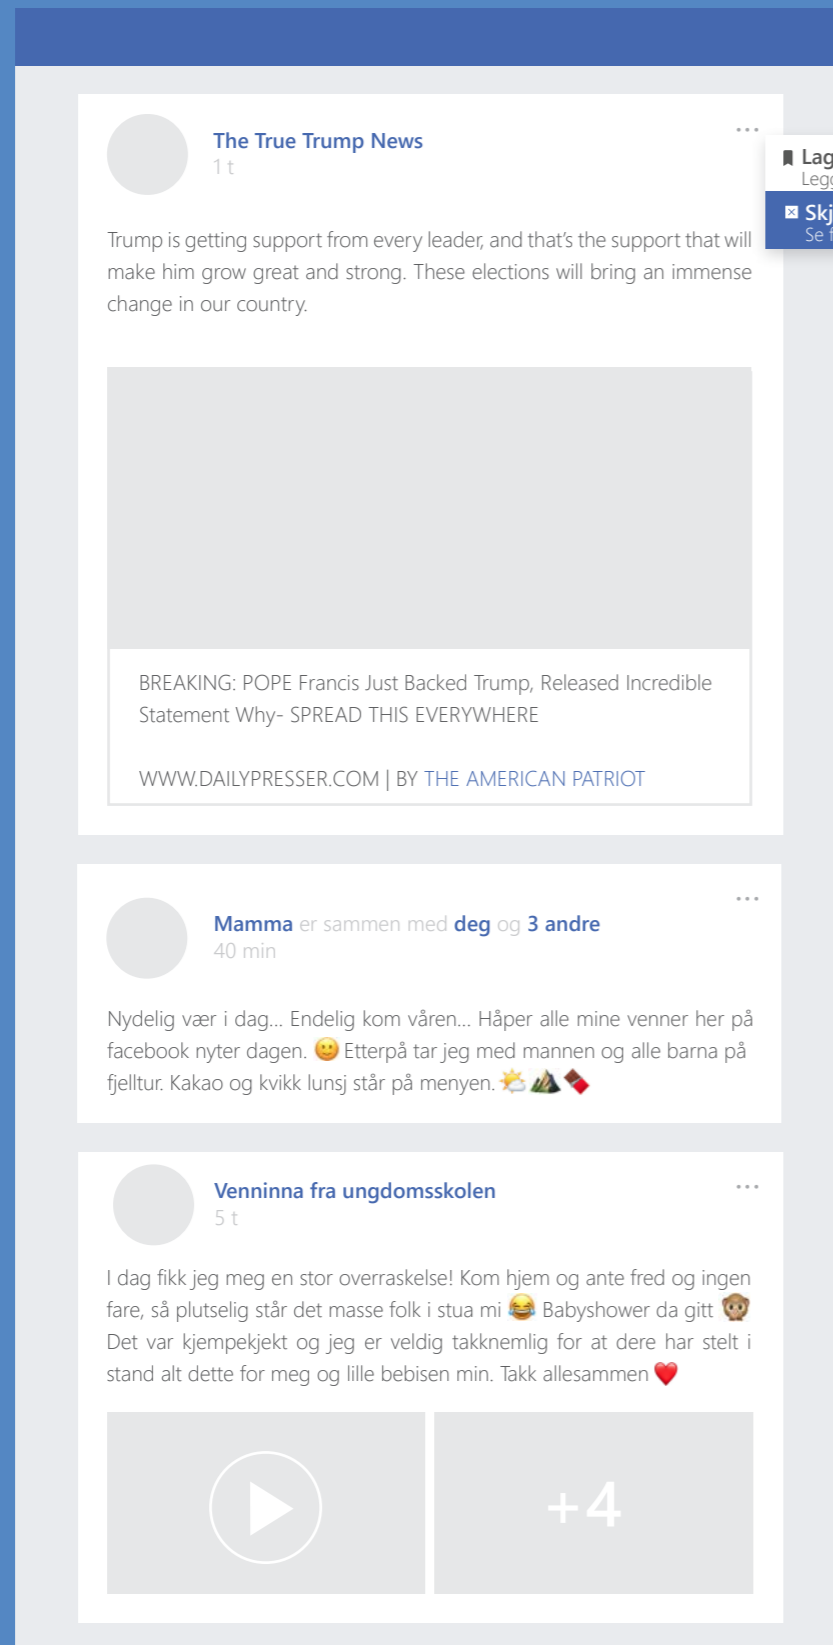 The True Trump News
1 t
Trump is getting support from every leader, and that's the support that will
make him grow great and strong. These elections will bring an immense
change in our country.
BREAKING: POPE Francis Just Backed Trump, Released Incredible
Statement Why- SPREAD THIS EVERYWHERE
WWW.DAILYPRESSER.COM | BY THE AMERICAN PATRIOT
Mamma er sammen med deg og 3 andre
40 min
Nydelig vær i dag... Endelig kom våren... Håper alle mine venner her på
facebook nyter dagen. 🙂 Etterpå tar jeg med mannen og alle barna på
fjelltur. Kakao og kvikk lunsj står på menyen. 🌤️⛰️🍫
Venninna fra ungdomsskolen
5 t
I dag fikk jeg meg en stor overraskelse! Kom hjem og ante fred og ingen
fare, så plutselig står det masse folk i stua mi 😂 Babyshower da gitt 🙊
Det var kjempekjekt og jeg er veldig takknemlig for at dere har stelt i
stand alt dette for meg og lille bebisen min. Takk allesammen ❤️
+4